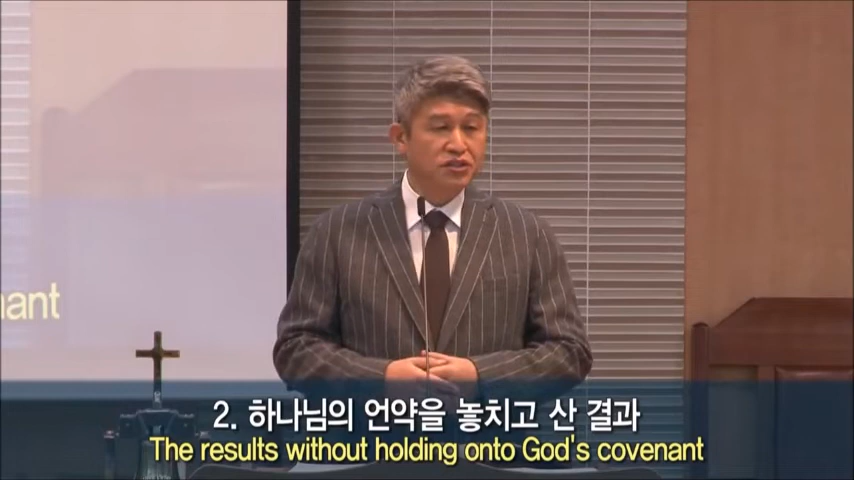 nant
2. 하나님의 언약을 놓치고 산 결과
The results without holding onto God's covenant